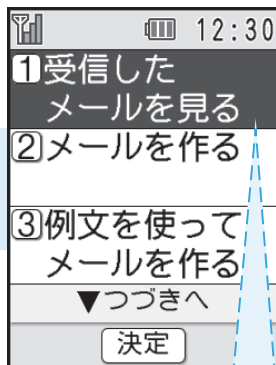 12:30
1受信した
メールを見る
2メールを作る
3例文を使って
メールを作る
▼つづきへ
決定